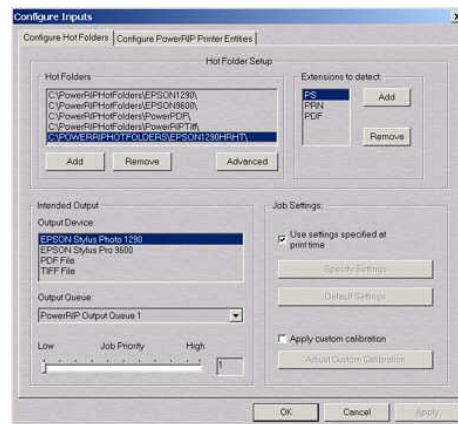 Configure Inputs
Configure Hot Folders
Configure PowerRIP Printer Entities
Hot Folder Setup
Hot Folders
C:\PowerRIPHotFolders\EPSON1290\
C:\PowerRIPHotFolders\EPSON9600\
C:\PowerRIPHotFolders\PowerPDF\
C:\PowerRIPHotFolders\PowerRIPTiff\
C:\POWERRIPHOTFOLDERS\EPSON1290HRHT\
Add
Remove
Advanced
Extensions to detect:
PS
PRN
PDF
Add
Remove
Intended Output
Output Device:
EPSON Stylus Photo 1290
EPSON Stylus Pro 9600
PDF File
TIFF File
Output Queue:
PowerRIP Output Queue 1
Low
Job Priority
High
1
Job Settings:
Use settings specified at
print time
Specify Settings
Default Settings
Apply custom calibration
Adjust Custom Calibration
OK
Cancel
Apply